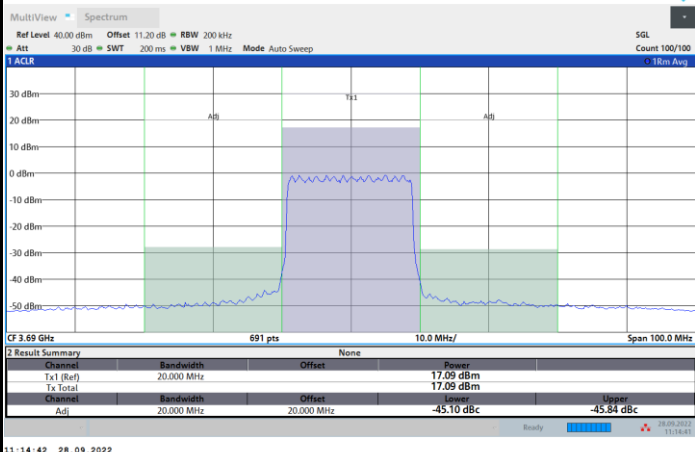 MultiView Spectrum
Ref Level 40.00 dBm Offset 11.20 dB RBW 200 kHz SGL
Att 30 dB SWT 200 ms VBW 1 MHz Mode Auto Sweep Count 100/100
1 ACLR 1Rm Avg
30 dBm
Tx1
20 dBm
Adj Adj
10 dBm
0 dBm
-10 dBm
-20 dBm
-30 dBm
-40 dBm
-50 dBm
CF 3.69 GHz 691 pts 10.0 MHz/ Span 100.0 MHz
2 Result Summary None
Channel Bandwidth Offset Power
Tx1 (Ref) 20.000 MHz 17.09 dBm
Tx Total 17.09 dBm
Channel Bandwidth Offset Lower Upper
Adj 20.000 MHz 20.000 MHz -45.10 dBc -45.84 dBc
Ready 28.09.2022
11:14:41
11:14:42 28.09.2022